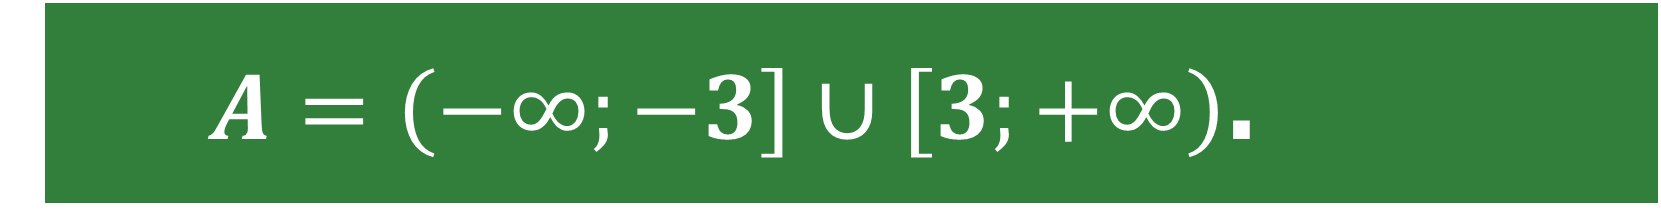 A = (−∞; −3] ∪ [3; +∞).